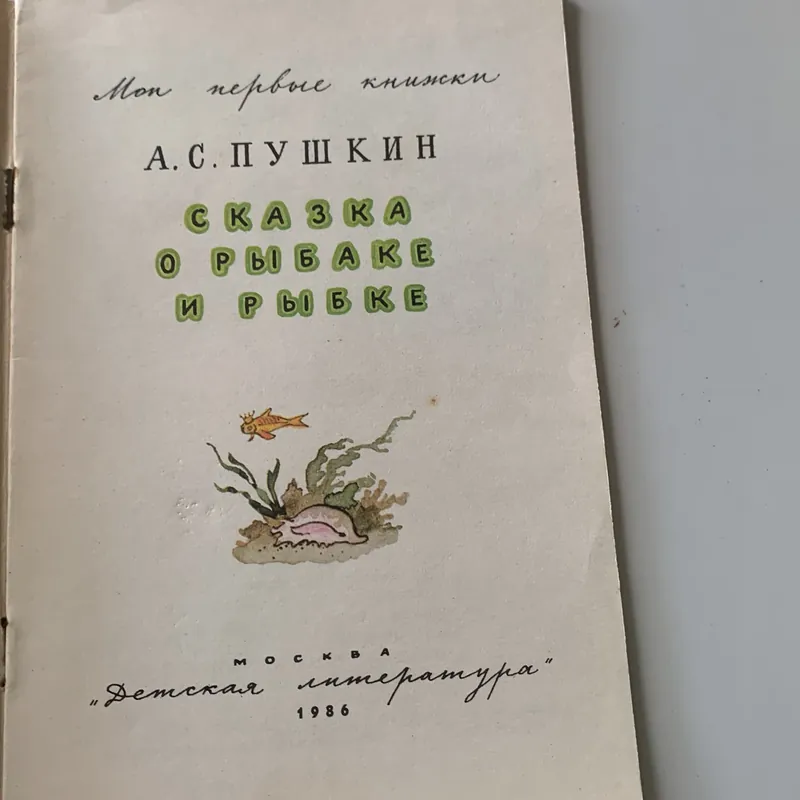 Мои первые книжки
А.С.ПУШКИН
СКАЗКА
О РЫБАКЕ
И РЫБКЕ
МОСКВА
„Детская литература"
1986